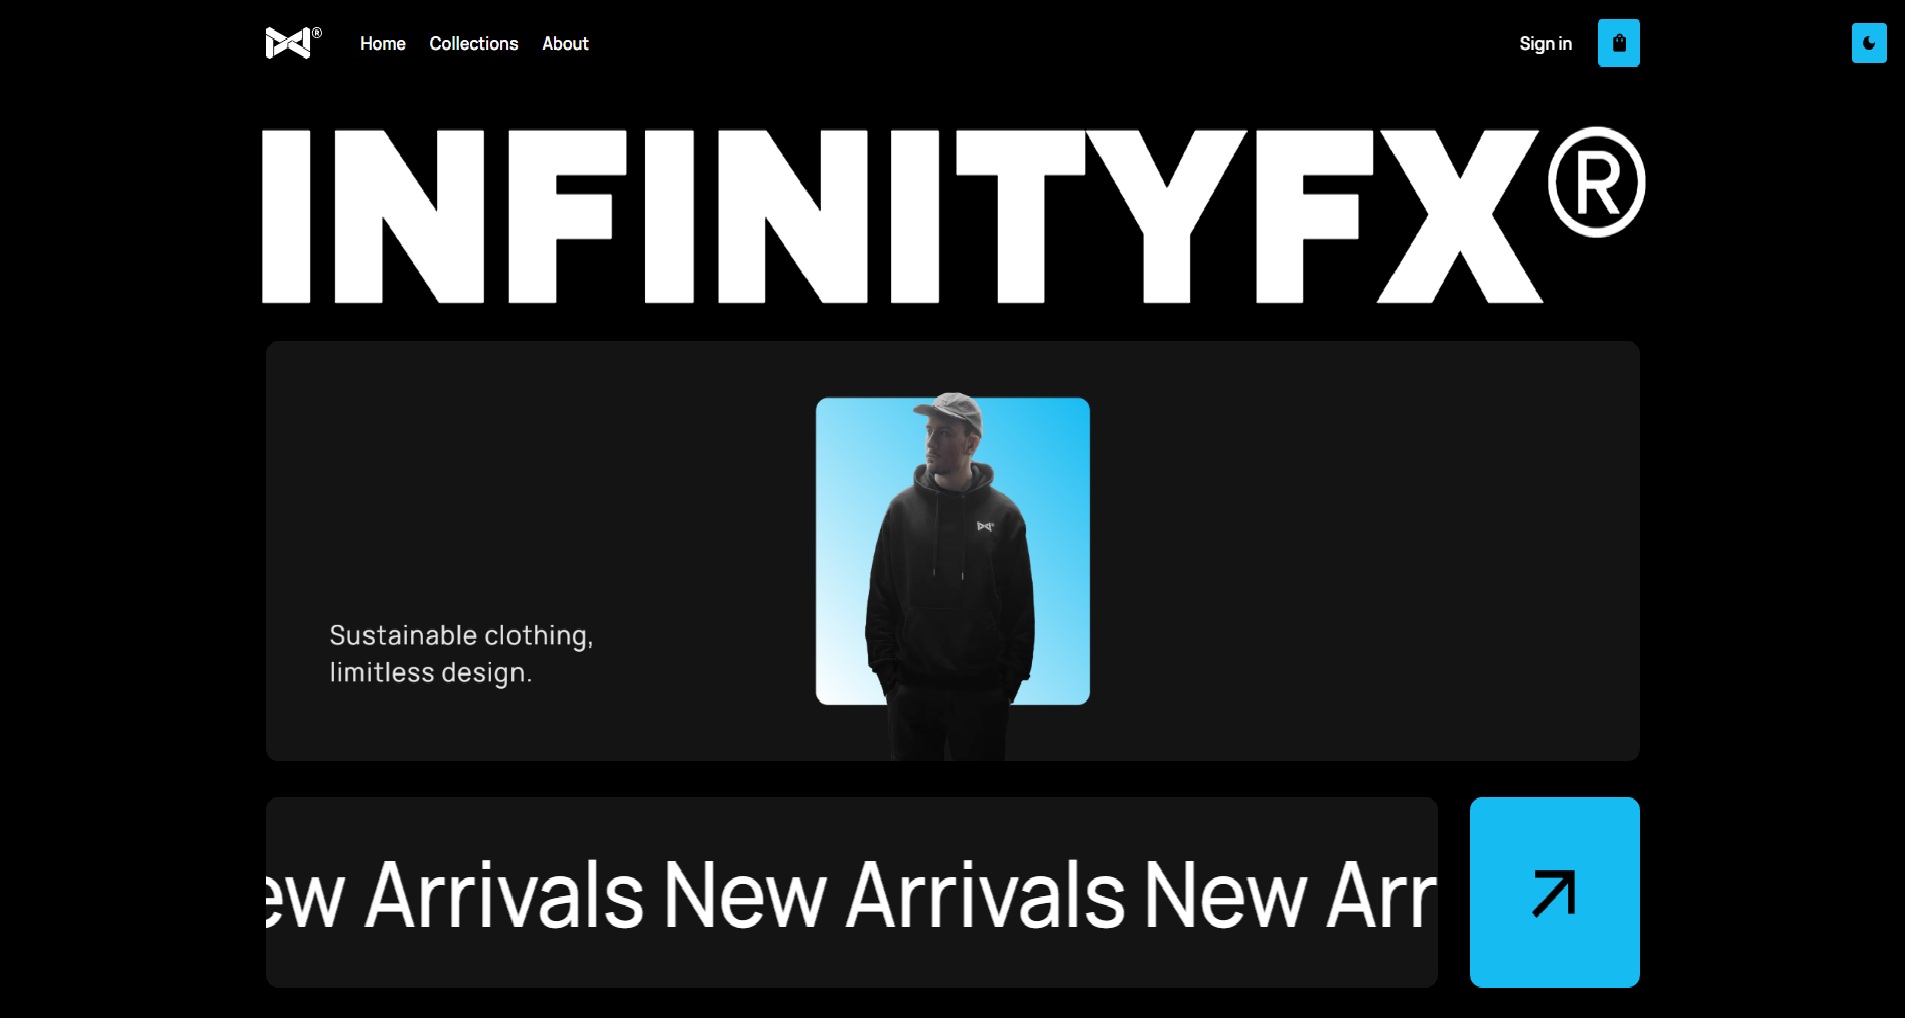 ® Home Collections About Sign in
INFINITYFX®
Sustainable clothing,
limitless design.
ew Arrivals New Arrivals New Arr